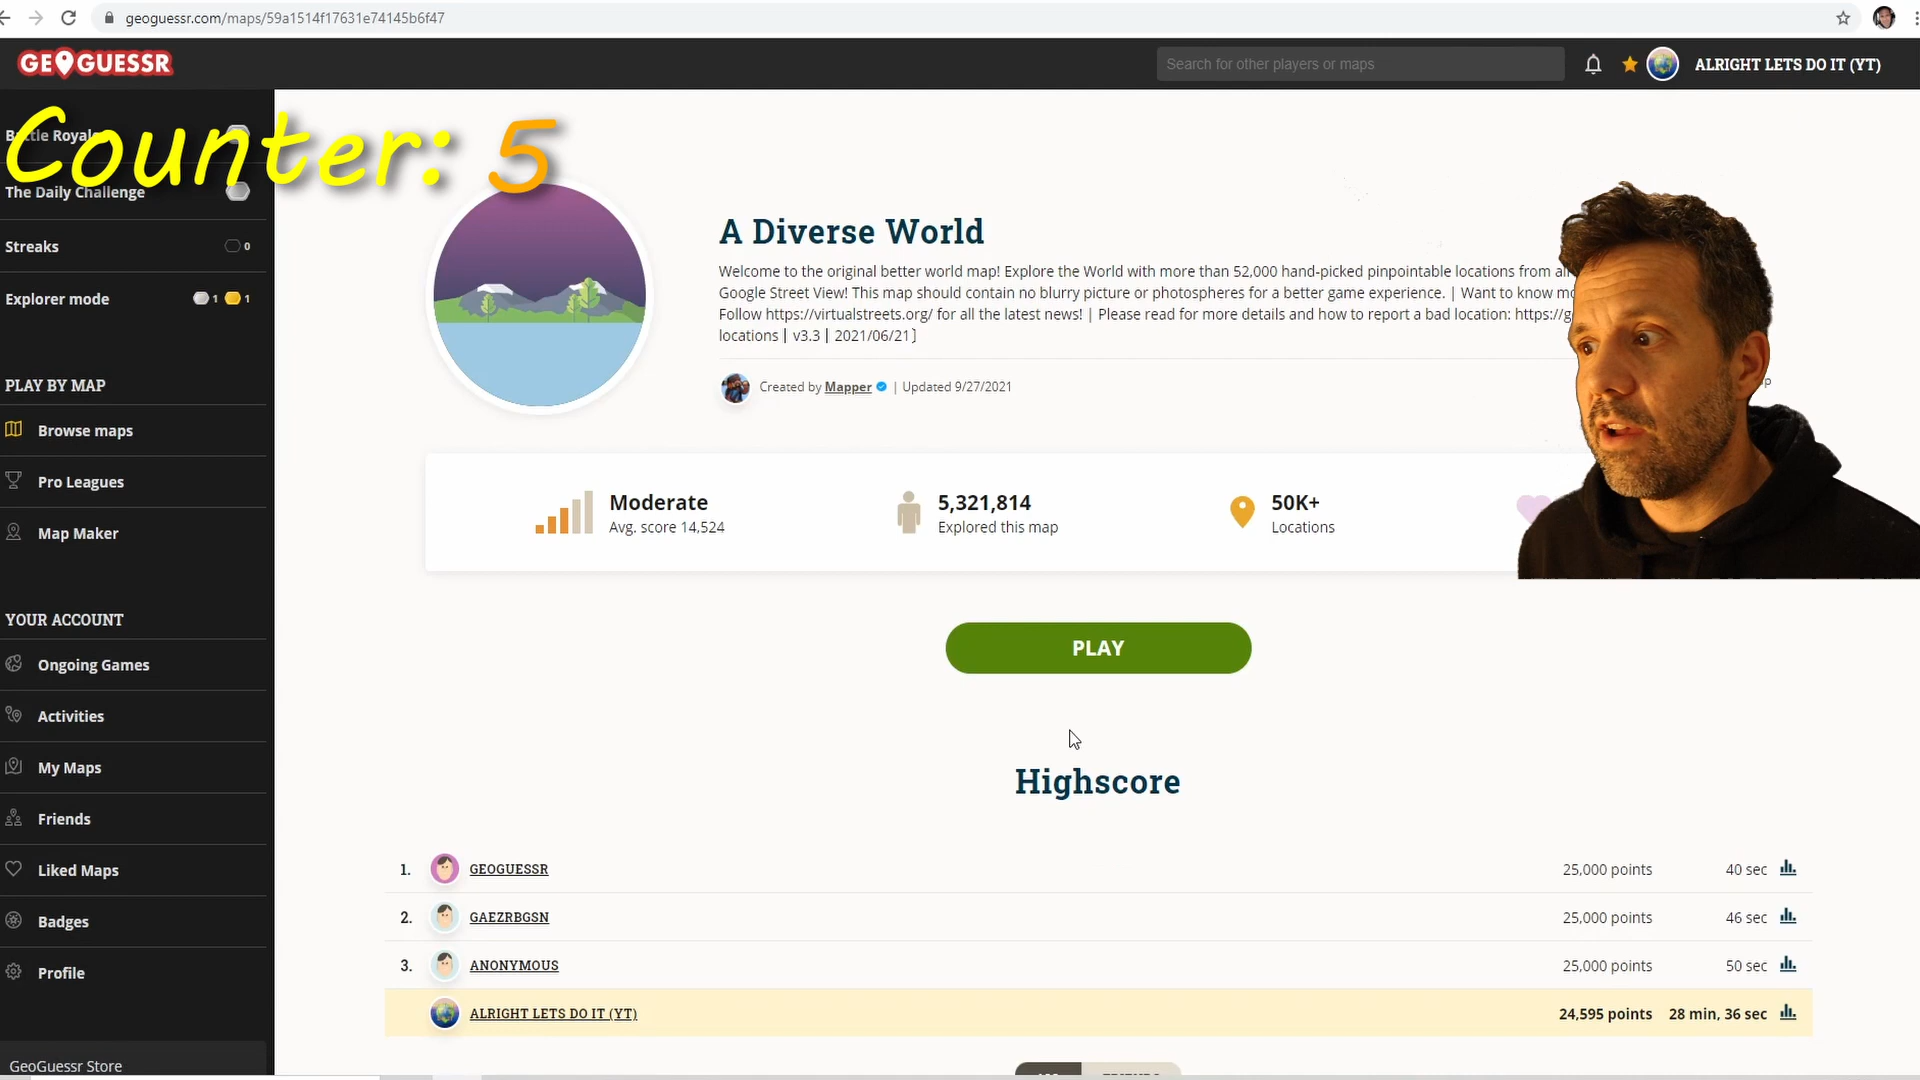 geoguessr.com/maps/59a1514f17631e74145b6f47
GEOGUESSR
Search for other players or maps
ALRIGHT LETS DO IT (YT)
Battle Royale
Counter: 5
The Daily Challenge
Streaks
0
Explorer mode
1
1
PLAY BY MAP
Browse maps
Pro Leagues
Map Maker
YOUR ACCOUNT
Ongoing Games
Activities
My Maps
Friends
Liked Maps
Badges
Profile
GeoGuessr Store
A Diverse World
Welcome to the original better world map! Explore the World with more than 52,000 hand-picked pinpointable locations from
Google Street View! This map should contain no blurry picture or photospheres for a better game experience. | Want to know
Follow https://virtualstreets.org/ for all the latest news! | Please read for more details and how to report a bad location:
locations | v3.3 | 2021/06/21]
Created by Mapper | Updated 9/27/2021
Moderate
Avg. score 14,524
5,321,814
Explored this map
50K+
Locations
PLAY
Highscore
1. GEOGUESSR 25,000 points 40 sec
2. GAEZRBGSN 25,000 points 46 sec
3. ANONYMOUS 25,000 points 50 sec
ALRIGHT LETS DO IT (YT) 24,595 points 28 min, 36 sec